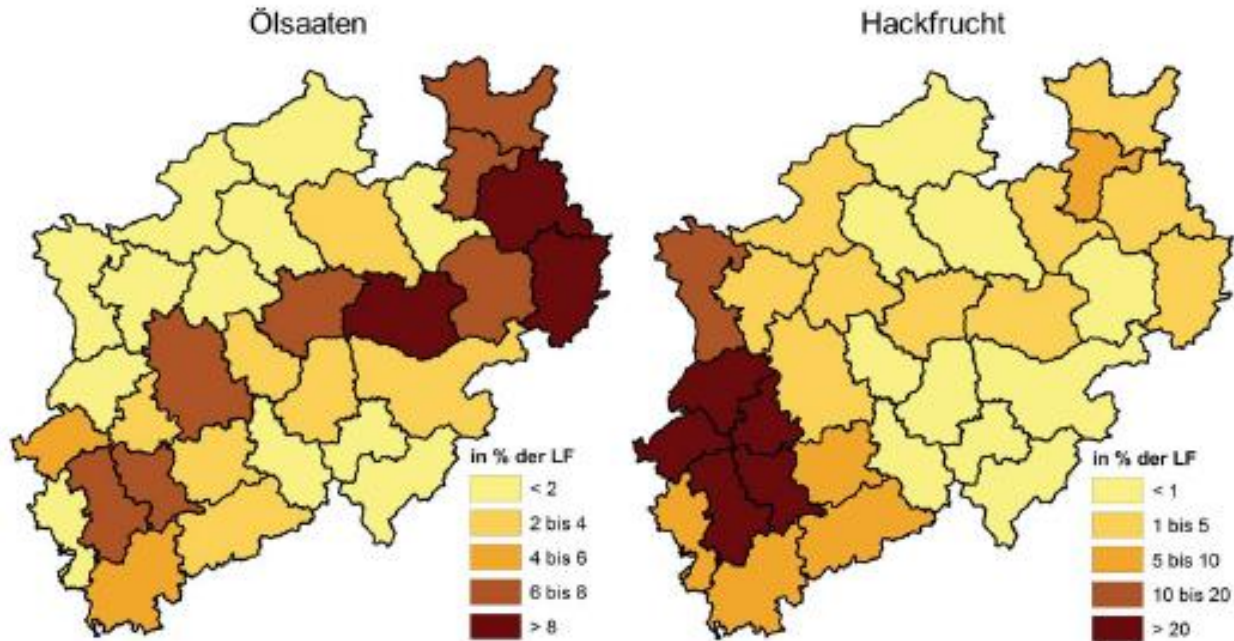 Ölsaaten
Hackfrucht
in % der LF
< 2
2 bis 4
4 bis 6
6 bis 8
> 8
in % der LF
< 1
1 bis 5
5 bis 10
10 bis 20
> 20